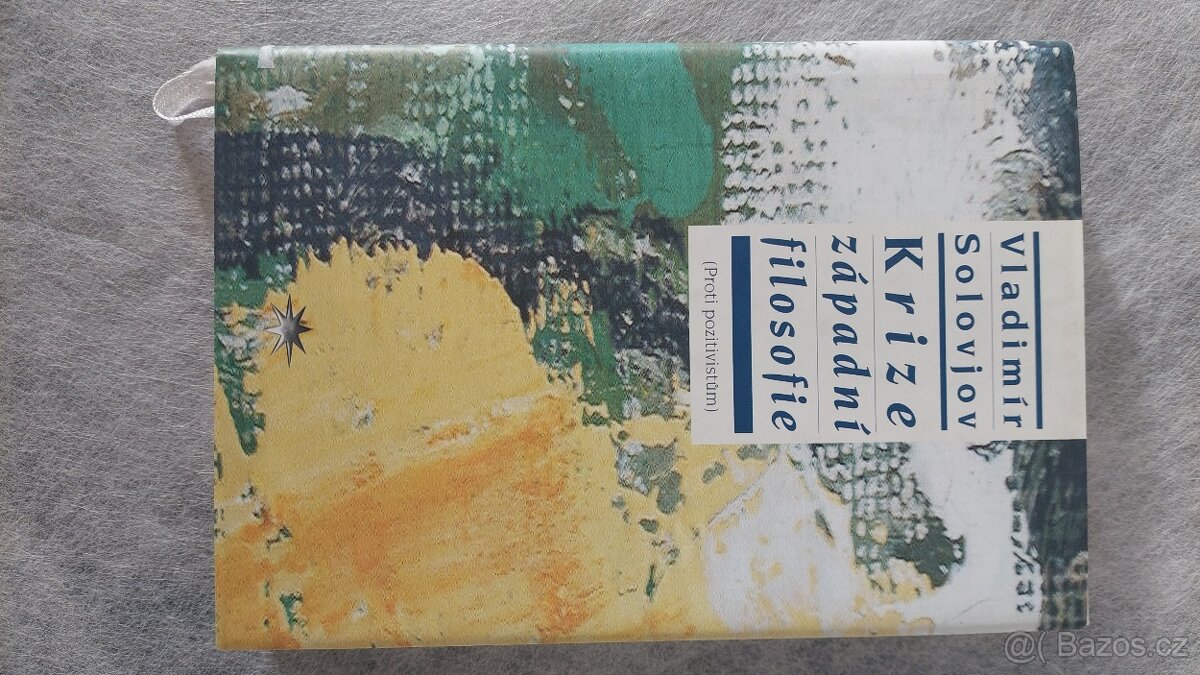 Vladimír
Solovjov
Krize
západní
filosofie
(Proti pozitivistům)
@( Bazos.cz